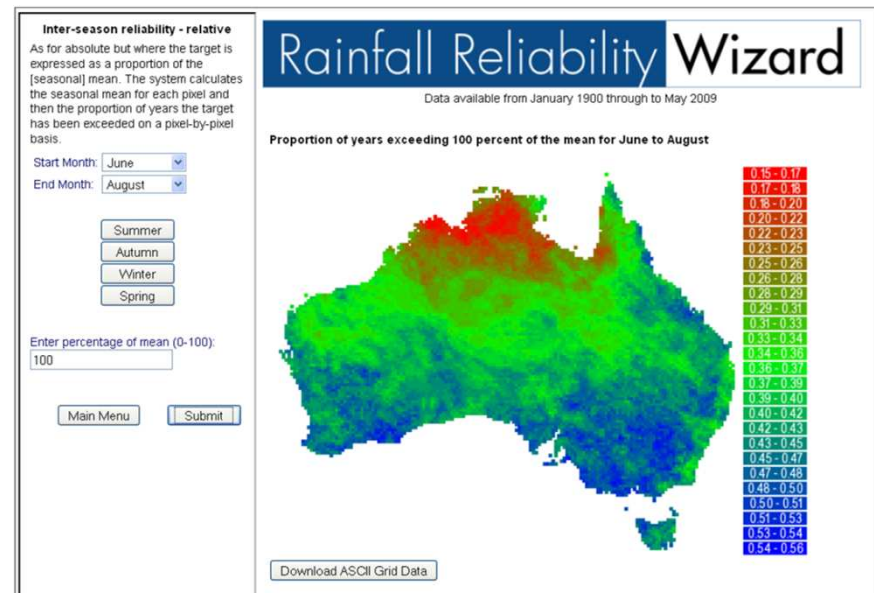 Inter-season reliability - relative
As for absolute but where the target is
expressed as a proportion of the
[seasonal] mean. The system calculates
the seasonal mean for each pixel and
then the proportion of years the target
has been exceeded on a pixel-by-pixel
basis.
Start Month: June
End Month: August
Summer
Autumn
Winter
Spring
Enter percentage of mean (0-100):
100
Main Menu Submit
Rainfall Reliability Wizard
Data available from January 1900 through to May 2009
Proportion of years exceeding 100 percent of the mean for June to August
0.15 - 0.17
0.17 - 0.18
0.18 - 0.20
0.20 - 0.22
0.22 - 0.23
0.23 - 0.25
0.25 - 0.26
0.26 - 0.28
0.28 - 0.29
0.29 - 0.31
0.31 - 0.33
0.33 - 0.34
0.34 - 0.36
0.36 - 0.37
0.37 - 0.39
0.39 - 0.40
0.40 - 0.42
0.42 - 0.43
0.43 - 0.45
0.45 - 0.47
0.47 - 0.48
0.48 - 0.50
0.50 - 0.51
0.51 - 0.53
0.53 - 0.54
0.54 - 0.56
Download ASCII Grid Data